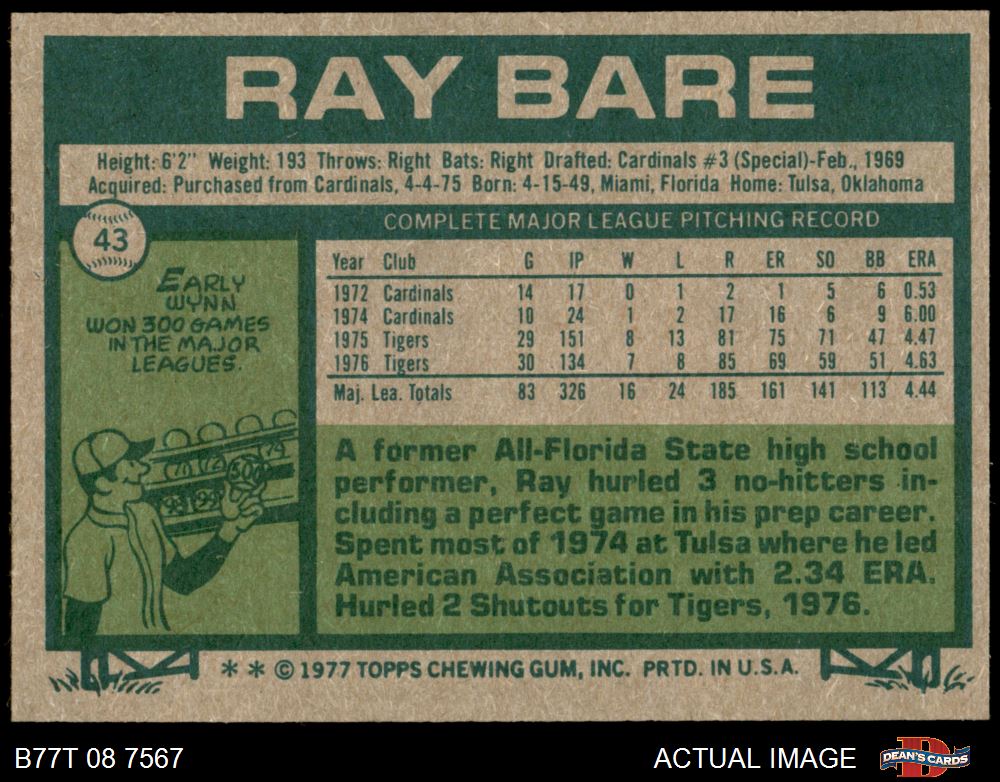 RAY BARE
Height: 6'2" Weight: 193 Throws: Right Bats: Right Drafted: Cardinals #3 (Special)-Feb., 1969
Acquired: Purchased from Cardinals, 4-4-75 Born: 4-15-49, Miami, Florida Home: Tulsa, Oklahoma
43
EARLY
WYNN
WON 300 GAMES
IN THE MAJOR
LEAGUES.
300
COMPLETE MAJOR LEAGUE PITCHING RECORD
Year Club G IP W L R ER SO BB ERA
1972 Cardinals 14 17 0 1 2 1 5 6 0.53
1974 Cardinals 10 24 1 2 17 16 6 9 6.00
1975 Tigers 29 151 8 13 81 75 71 47 4.47
1976 Tigers 30 134 7 8 85 69 59 51 4.63
Maj. Lea. Totals 83 326 16 24 185 161 141 113 4.44
A former All-Florida State high school
performer, Ray hurled 3 no-hitters in-
cluding a perfect game in his prep career.
Spent most of 1974 at Tulsa where he led
American Association with 2.34 ERA.
Hurled 2 Shutouts for Tigers, 1976.
* * © 1977 TOPPS CHEWING GUM, INC. PRTD. IN U.S.A.
B77T 08 7567
ACTUAL IMAGE
DEAN'S CARDS